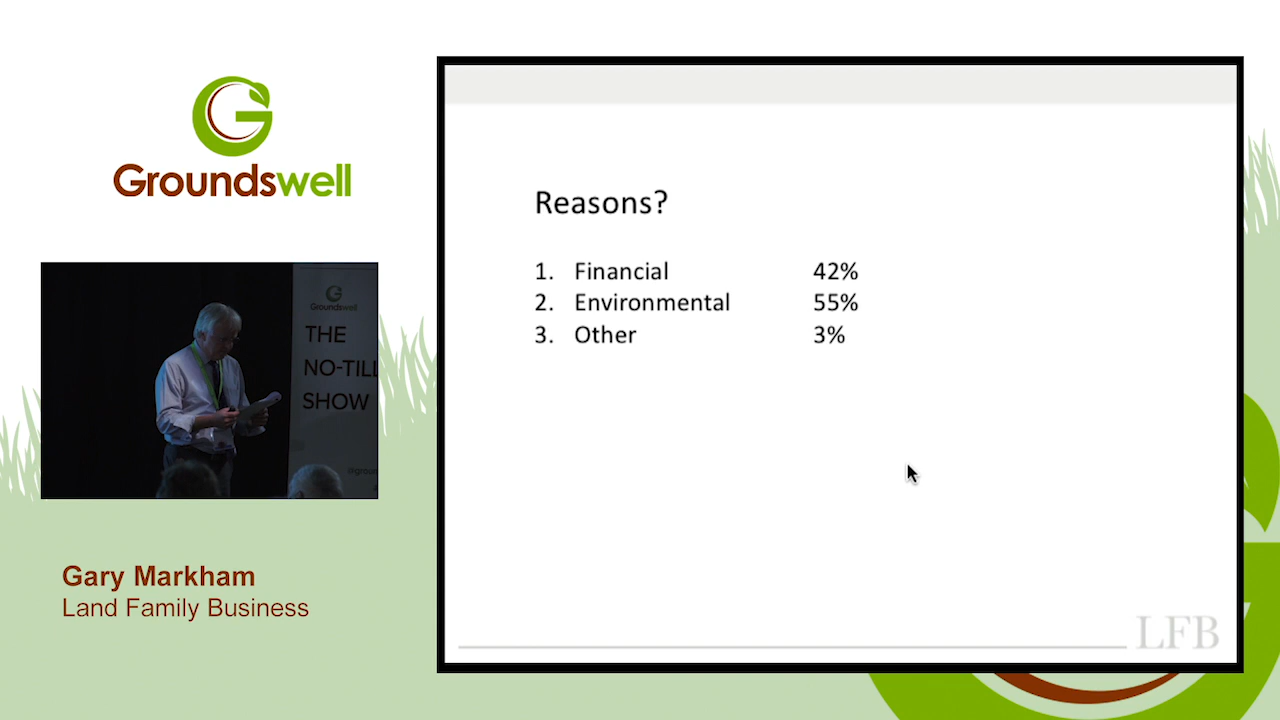 Groundswell
Groundswell
THE
NO-TILL
SHOW
Gary Markham
Land Family Business
Reasons?
1. Financial 42%
2. Environmental 55%
3. Other 3%
LFB